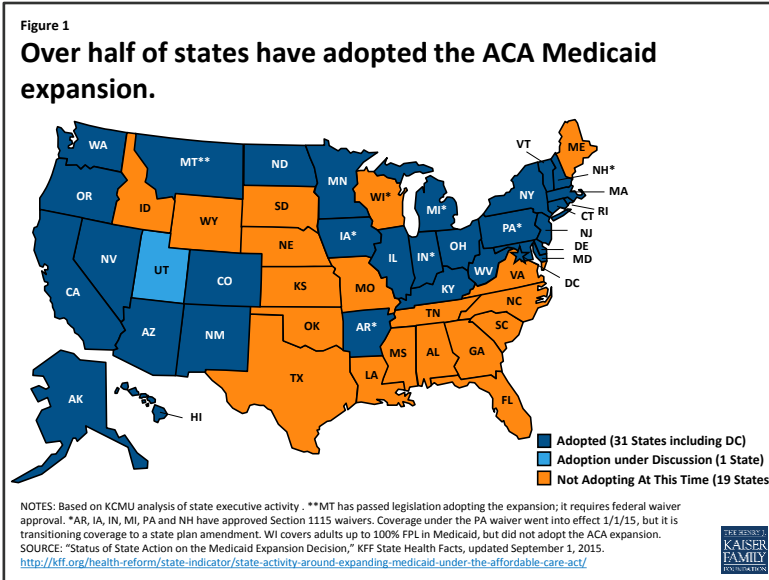 Figure 1
Over half of states have adopted the ACA Medicaid
expansion.
WA
MT**
ND
MN
VT
ME
NH*
OR
ID
SD
WI*
MI*
NY
MA
WY
RI
CT
IA*
PA*
NJ
NE
NV
UT
IL
IN*
OH
DE
MD
CO
WV
VA
DC
CA
KS
MO
KY
NC
TN
AZ
NM
OK
AR*
SC
MS
AL
GA
TX
LA
AK
FL
HI
Adopted (31 States including DC)
Adoption under Discussion (1 State)
Not Adopting At This Time (19 States
NOTES: Based on KCMU analysis of state executive activity . **MT has passed legislation adopting the expansion; it requires federal waiver
approval. *AR, IA, IN, MI, PA and NH have approved Section 1115 waivers. Coverage under the PA waiver went into effect 1/1/15, but it is
transitioning coverage to a state plan amendment. WI covers adults up to 100% FPL in Medicaid, but did not adopt the ACA expansion.
SOURCE: “Status of State Action on the Medicaid Expansion Decision,” KFF State Health Facts, updated September 1, 2015.
http://kff.org/health-reform/state-indicator/state-activity-around-expanding-medicaid-under-the-affordable-care-act/
THE HENRY J.
KAISER
FAMILY
FOUNDATION